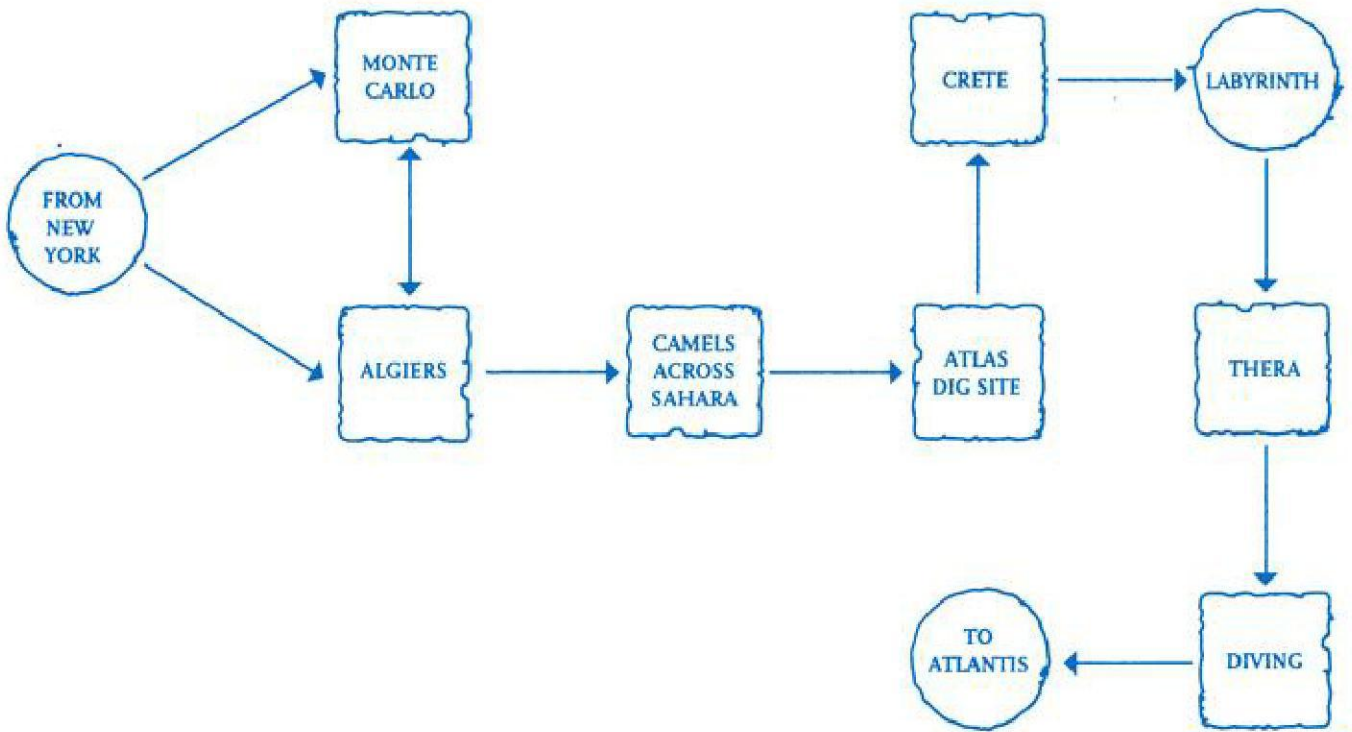 FROM
NEW
YORK
MONTE
CARLO
ALGIERS
CAMELS
ACROSS
SAHARA
ATLAS
DIG SITE
CRETE
LABYRINTH
THERA
DIVING
TO
ATLANTIS